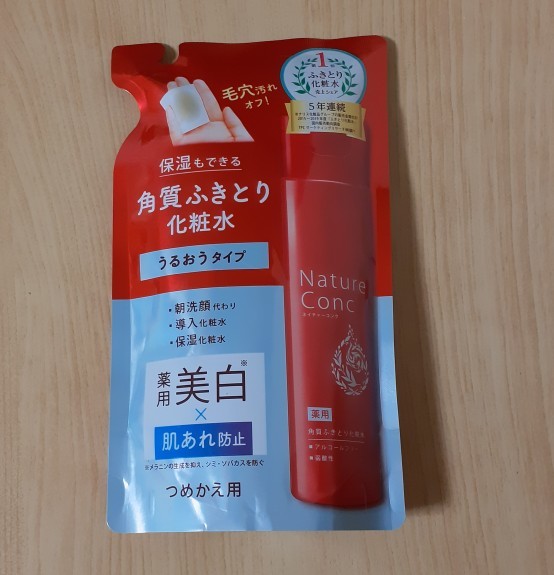 毛穴汚れ
オフ！
1
ふきとり
化粧水
売上シェア
5年連続
保湿もできる
角質ふきとり
化粧水
うるおうタイプ
・朝洗顔代わり
・導入化粧水
・保湿化粧水
薬用
美白※
×
肌あれ防止
※メラニンの生成を抑え、シミ・ソバカスを防ぐ
つめかえ用
Nature
Conc
ネイチャーコンク
薬用
角質ふきとり化粧水
アルコールフリー
弱酸性